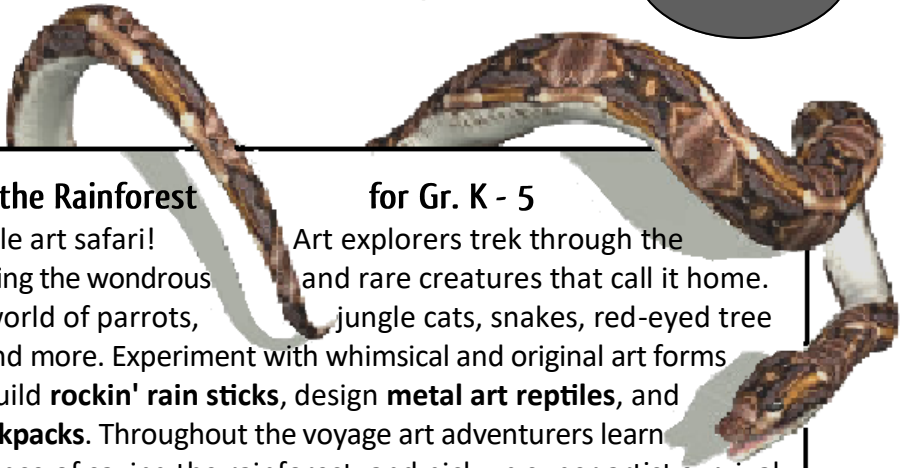 the Rainforest for Gr. K - 5
le art safari! Art explorers trek through the
ing the wondrous and rare creatures that call it home.
world of parrots, jungle cats, snakes, red-eyed tree
nd more. Experiment with whimsical and original art forms
uild rockin' rain sticks, design metal art reptiles, and
kpacks. Throughout the voyage art adventurers learn